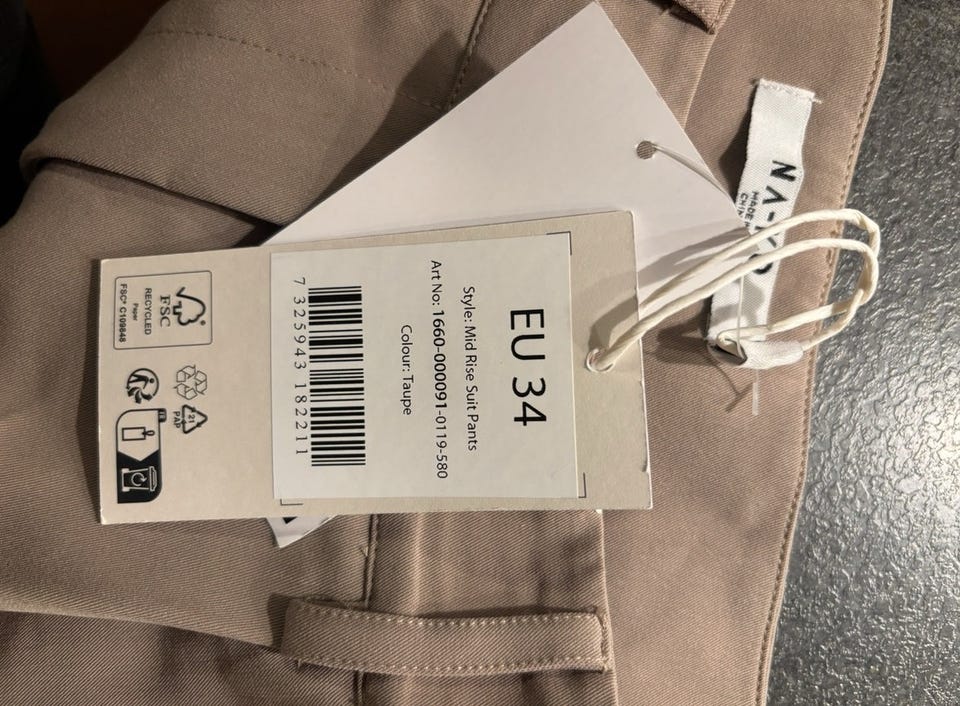 EU 34
Style: Mid Rise Suit Pants
Art No: 1660-000091-0119-580
Colour: Taupe
7 325943 182211
FSC
RECYCLED
Paper
FSC® C109848
21
PAP
NA-KD
MADE IN
CHINA